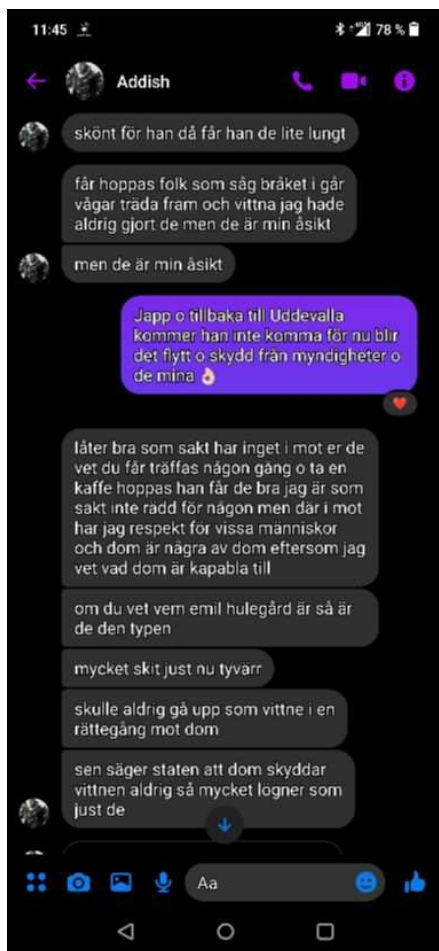 11:45
78 %
Addish
skönt för han då får han de lite lungt
får hoppas folk som såg bråket i går
vågar träda fram och vittna jag hade
aldrig gjort de men de är min åsikt
men de är min åsikt
Japp o tillbaka till Uddevalla
kommer han inte komma för nu blir
det flytt o skydd från myndigheter o
de mina 👌🏻
låter bra som sakt har inget i mot er de
vet du får träffas någon gång o ta en
kaffe hoppas han får de bra jag är som
sakt inte rädd för någon men där i mot
har jag respekt för vissa människor
och dom är några av dom eftersom jag
vet vad dom är kapabla till
om du vet vem emil hulegård är så är
de den typen
mycket skit just nu tyvärr
skulle aldrig gå upp som vittne i en
rättegång mot dom
sen säger staten att dom skyddar
vittnen aldrig så mycket lögner som
just de
Aa